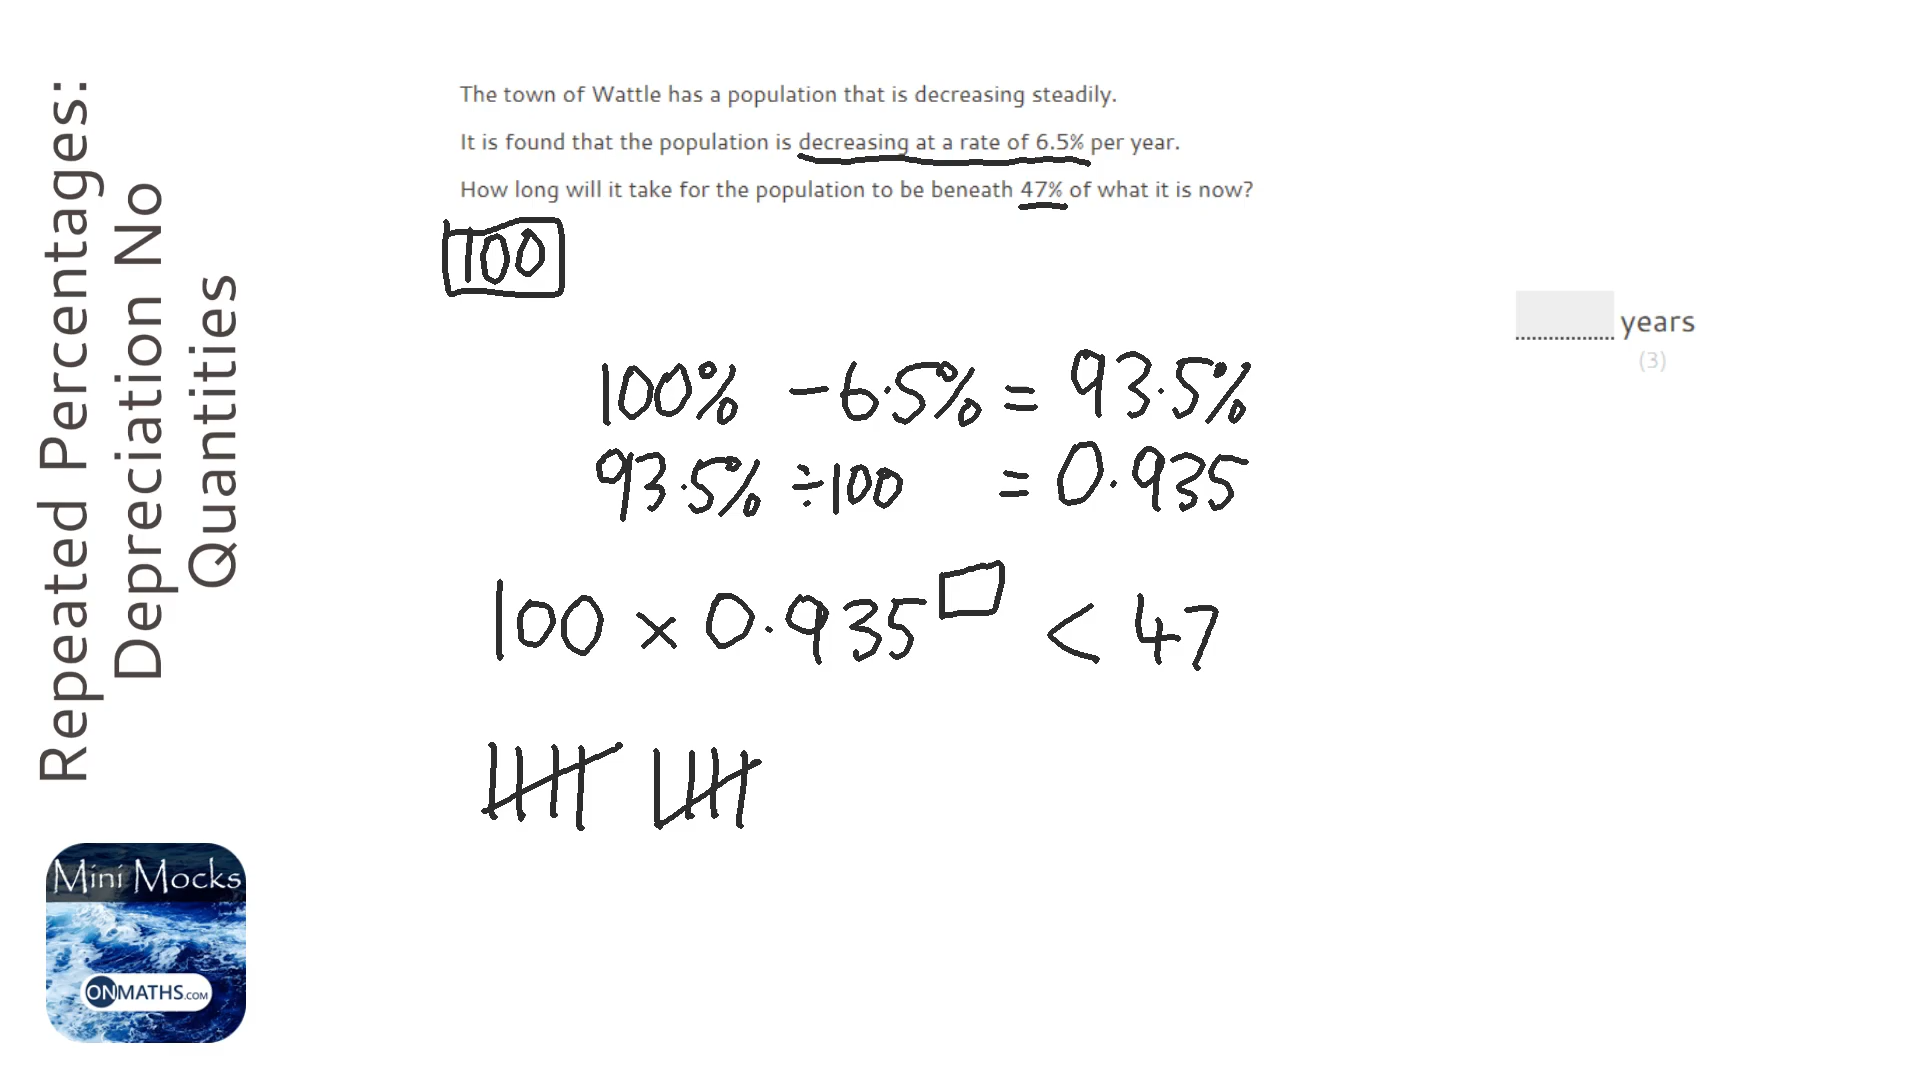 Repeated Percentages:
Depreciation No
Quantities
The town of Wattle has a population that is decreasing steadily.
It is found that the population is decreasing at a rate of 6.5% per year.
How long will it take for the population to be beneath 47% of what it is now?
100
years
(3)
100% - 6.5% = 93.5%
93.5% ÷ 100 = 0.935
100 × 0.935□ < 47
Mini Mocks
ONMATHS.COM